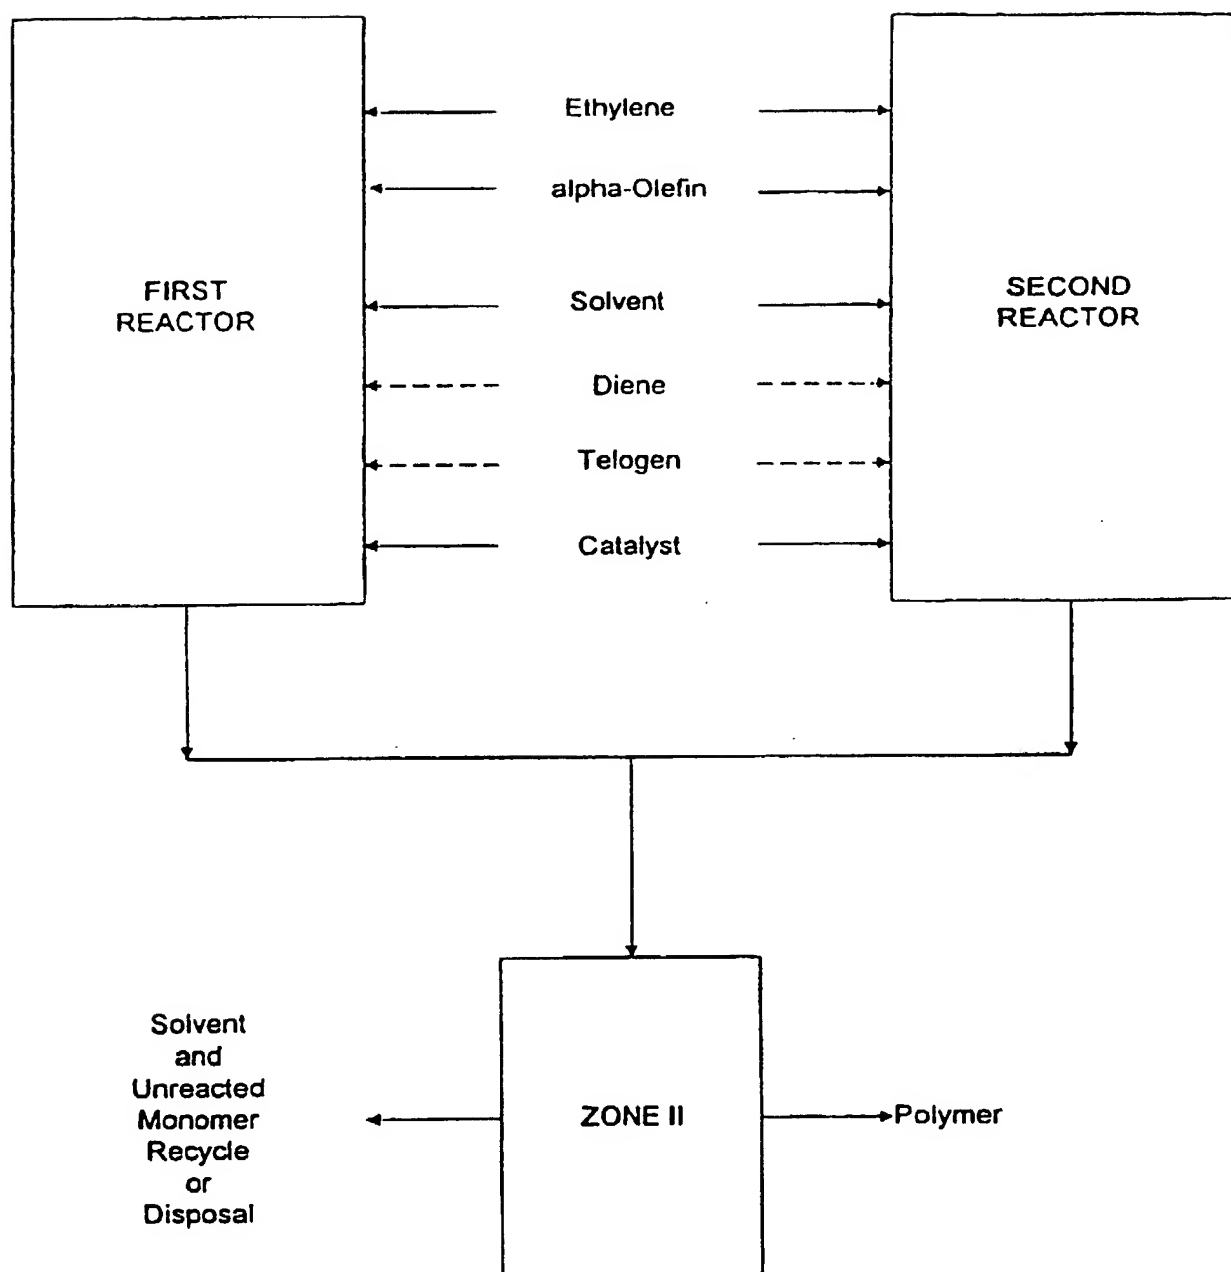 Ethylene
alpha-Olefin
FIRST
REACTOR
Solvent
SECOND
REACTOR
Diene
Telogen
Catalyst
Solvent
and
Unreacted
Monomer
Recycle
or
Disposal
ZONE II
Polymer